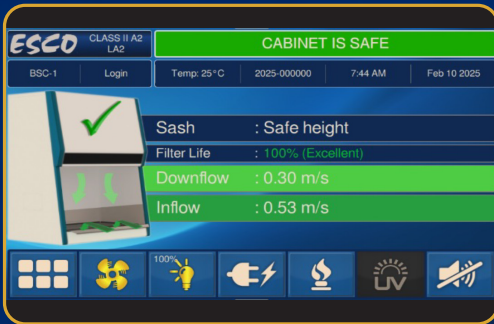 ESCO
CLASS II A2
LA2
CABINET IS SAFE
BSC-1
Login
Temp: 25°C
2025-000000
7:44 AM
Feb 10 2025
Sash : Safe height
Filter Life : 100% (Excellent)
Downflow : 0.30 m/s
Inflow : 0.53 m/s
100%
UV